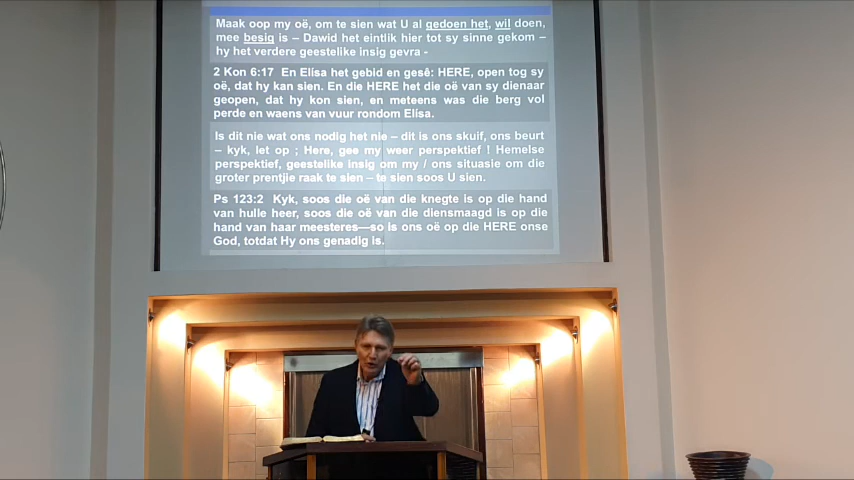 Maak oop my oë, om te sien wat U al gedoen het, wil doen,
mee besig is – Dawid het eintlik hier tot sy sinne gekom –
hy het verdere geestelike insig gevra -
2 Kon 6:17 En Elisa het gebid en gesê: HERE, open tog sy
oë, dat hy kan sien. En die HERE het die oë van sy dienaar
geopen, dat hy kon sien, en meteens was die berg vol
perde en waens van vuur rondom Elisa.
Is dit nie wat ons nodig het nie – dit is ons skuif, ons beurt
– kyk, let op ; Here, gee my weer perspektief ! Hemelse
perspektief, geestelike insig om my / ons situasie om die
groter prentjie raak te sien – te sien soos U sien.
Ps 123:2 Kyk, soos die oë van die knegte is op die hand
van hulle heer, soos die oë van die diensmaagd is op die
hand van haar meesteres—so is ons oë op die HERE onse
God, totdat Hy ons genadig is.